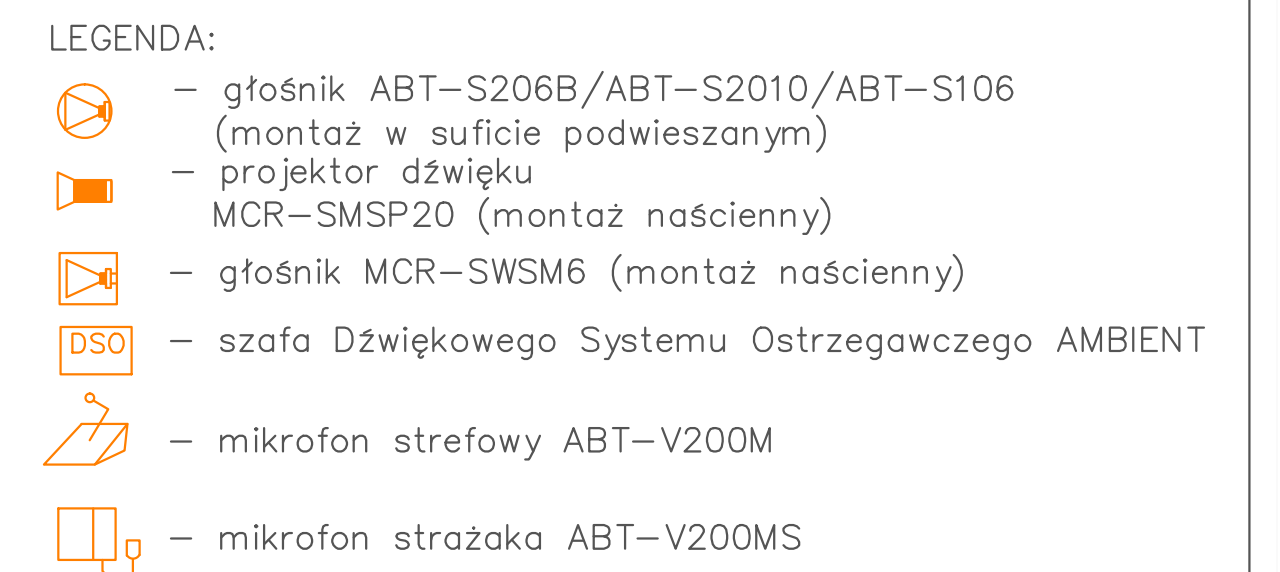 LEGENDA:
– głośnik ABT–S206B/ABT–S2010/ABT–S106
(montaż w suficie podwieszanym)
– projektor dźwięku
MCR–SMSP20 (montaż naścienny)
– głośnik MCR–SWSM6 (montaż naścienny)
DSO – szafa Dźwiękowego Systemu Ostrzegawczego AMBIENT
– mikrofon strefowy ABT–V200M
– mikrofon strażaka ABT–V200MS